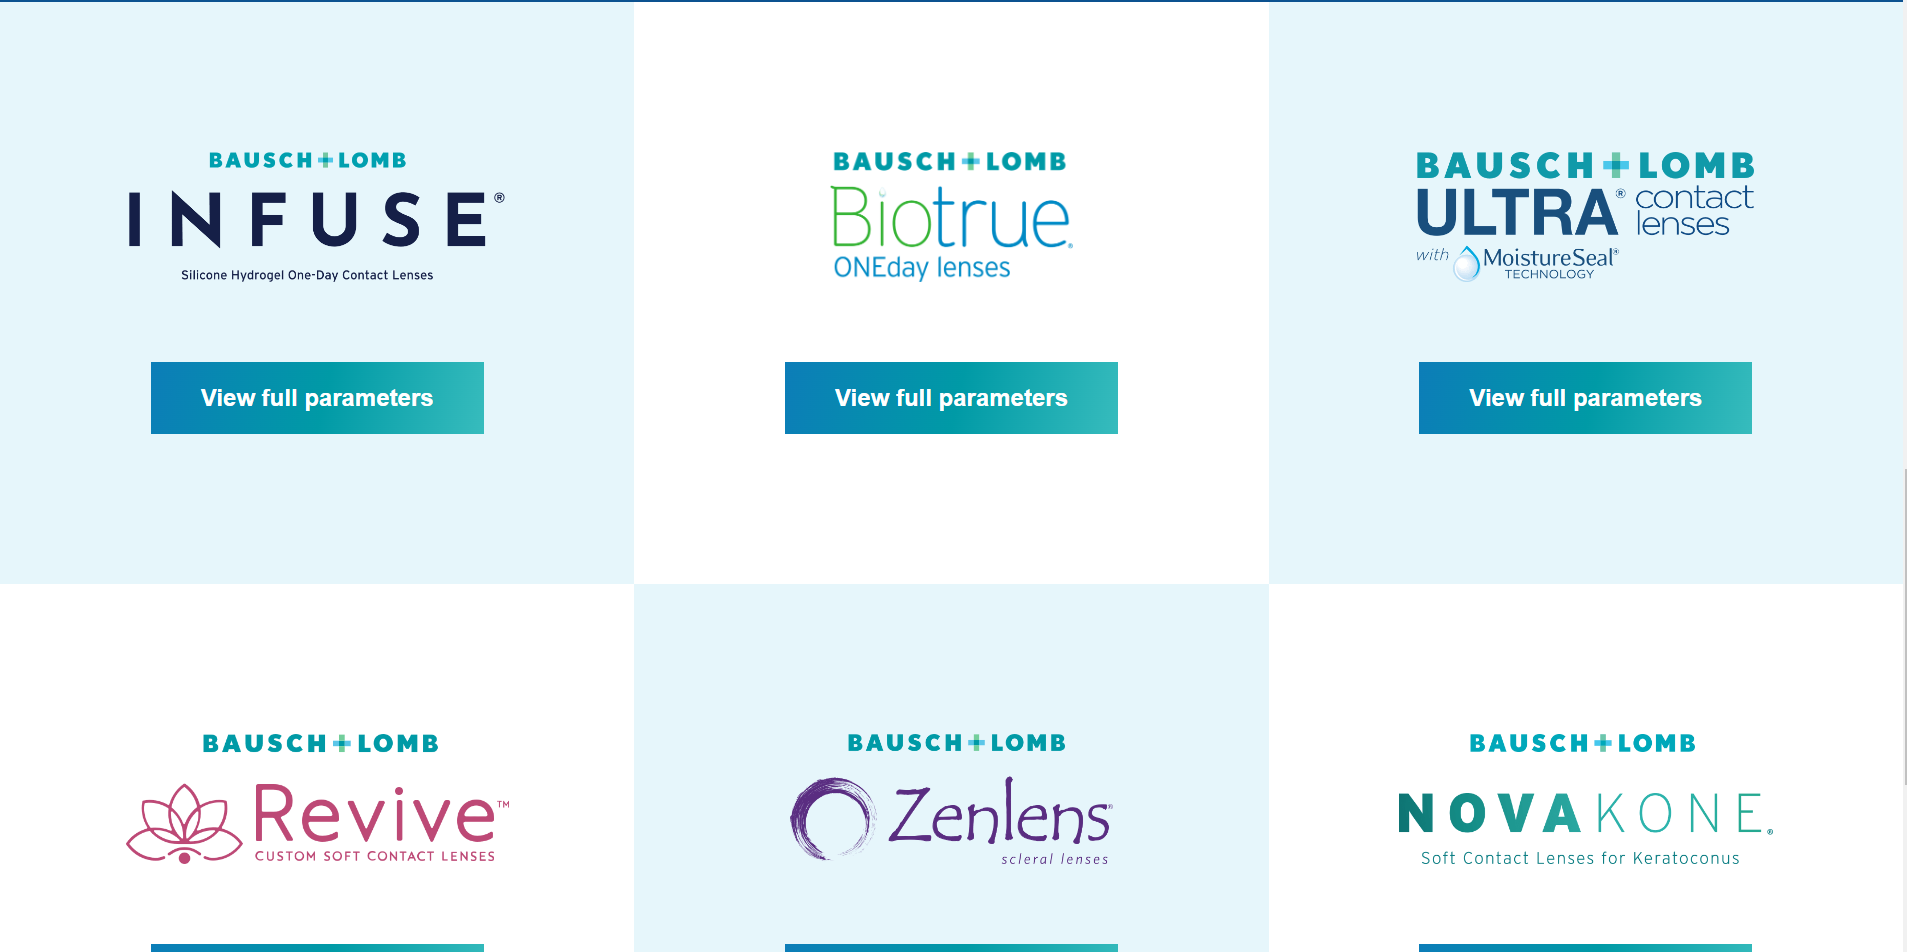 BAUSCH + LOMB
INFUSE®
Silicone Hydrogel One-Day Contact Lenses
View full parameters
BAUSCH + LOMB
Biotrue®
ONEday lenses
View full parameters
BAUSCH + LOMB
ULTRA® contact lenses
with MoistureSeal®
TECHNOLOGY
View full parameters
BAUSCH + LOMB
Revive™
CUSTOM SOFT CONTACT LENSES
BAUSCH + LOMB
Zenlens®
scleral lenses
BAUSCH + LOMB
NOVAKONE®
Soft Contact Lenses for Keratoconus